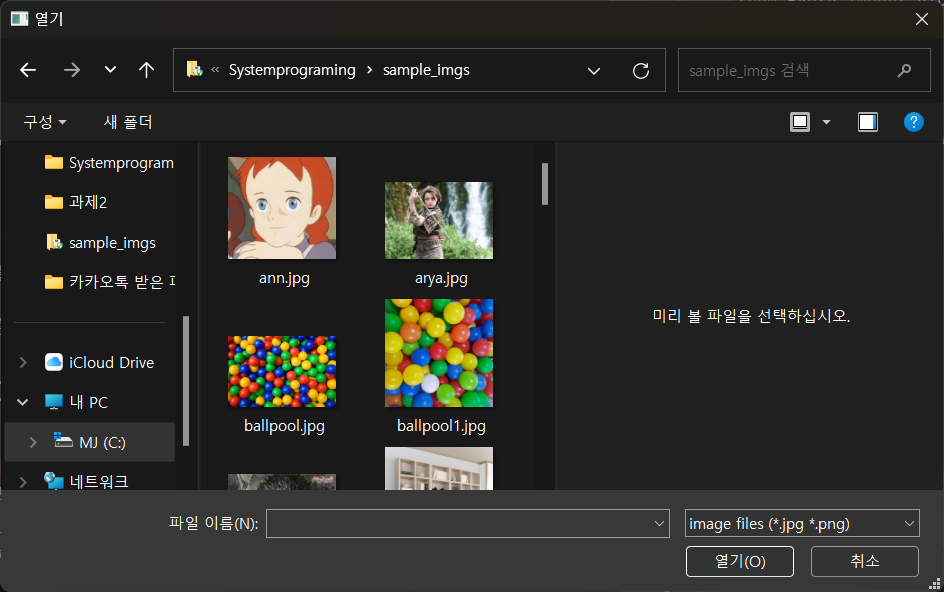 열기
« Systemprograming › sample_imgs
sample_imgs 검색
구성
새 폴더
?
Systemprogram
과제2
sample_imgs
카카오톡 받은
iCloud Drive
내 PC
MJ (C:)
네트워크
ann.jpg
arya.jpg
ballpool.jpg
ballpool1.jpg
미리 볼 파일을 선택하십시오.
파일 이름(N):
image files (*.jpg *.png)
열기(O)
취소